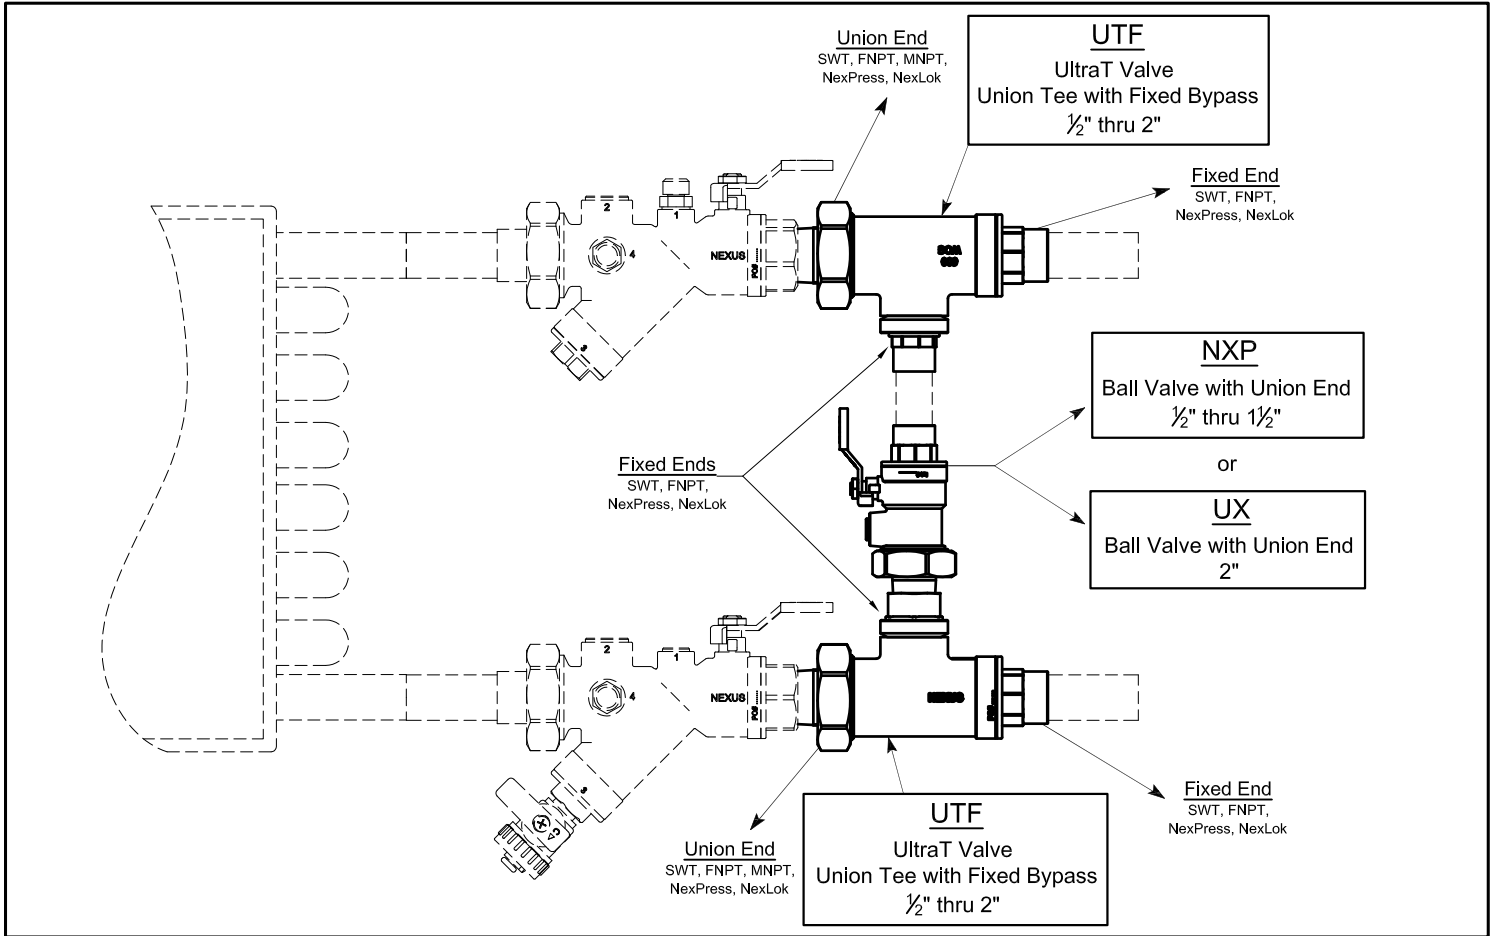 Union End
SWT, FNPT, MNPT,
NexPress, NexLok
UTF
UltraT Valve
Union Tee with Fixed Bypass
½" thru 2"
Fixed End
SWT, FNPT,
NexPress, NexLok
2
1
4
NEXUS
3
NXP
Ball Valve with Union End
½" thru 1½"
or
UX
Ball Valve with Union End
2"
Fixed Ends
SWT, FNPT,
NexPress, NexLok
2
1
4
NEXUS
NEXUS
3
Fixed End
SWT, FNPT,
NexPress, NexLok
Union End
SWT, FNPT, MNPT,
NexPress, NexLok
UTF
UltraT Valve
Union Tee with Fixed Bypass
½" thru 2"